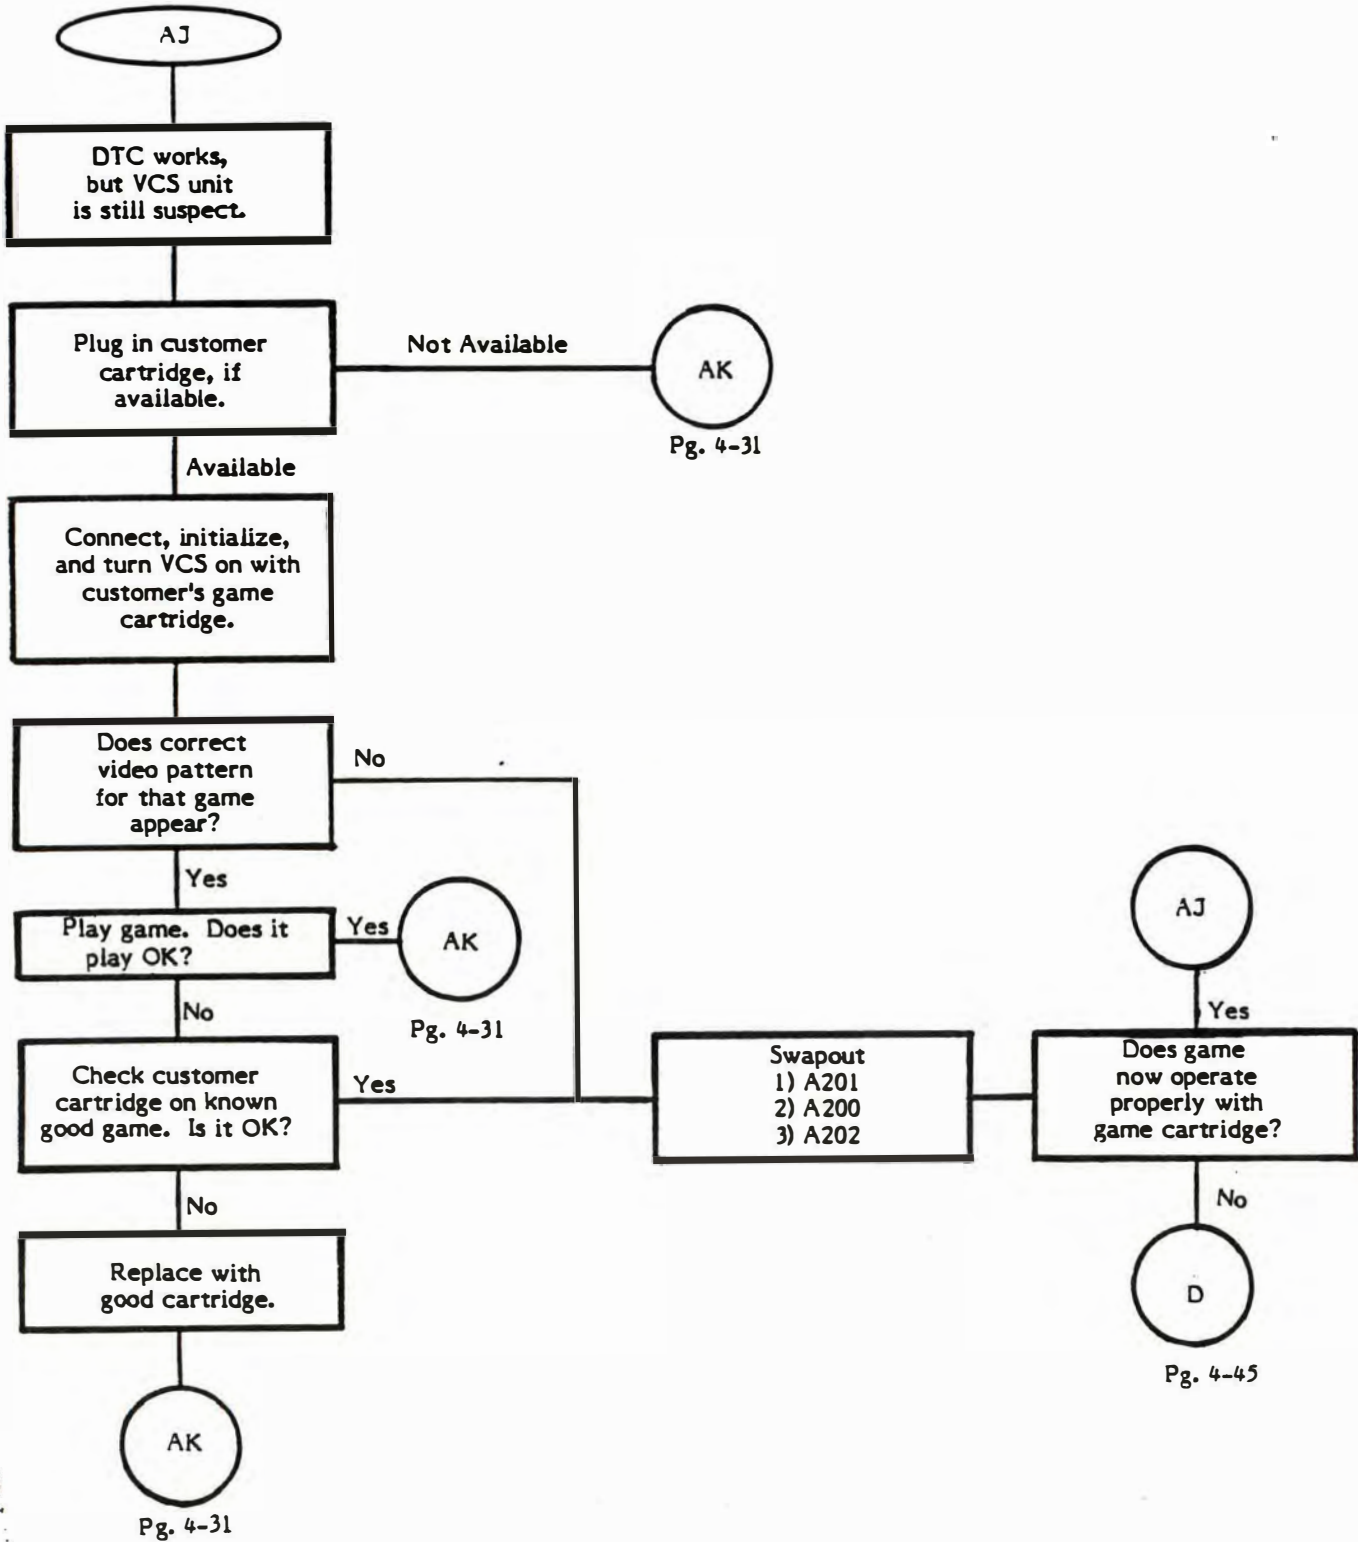 AJ
DTC works,
but VCS unit
is still suspect.
Plug in customer
cartridge, if
available.
Not Available
AK
Pg. 4-31
Available
Connect, initialize,
and turn VCS on with
customer's game
cartridge.
Does correct
video pattern
for that game
appear?
No
Yes
Play game. Does it
play OK?
Yes
AK
Pg. 4-31
No
Check customer
cartridge on known
good game. Is it OK?
Yes
Swapout
1) A201
2) A200
3) A202
AJ
Yes
Does game
now operate
properly with
game cartridge?
No
D
Pg. 4-45
No
Replace with
good cartridge.
AK
Pg. 4-31